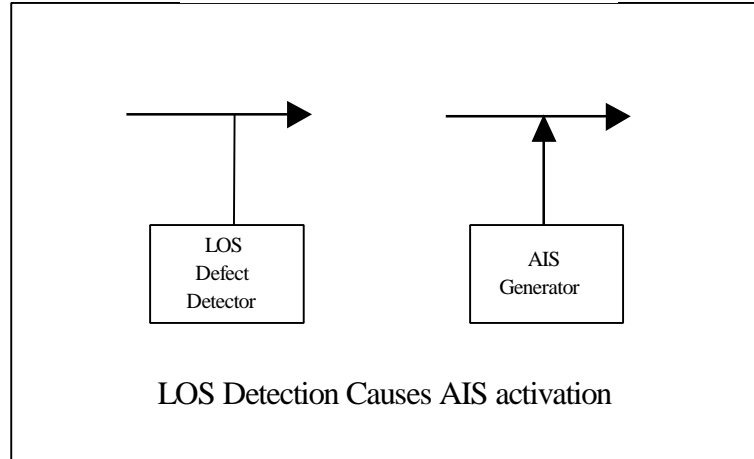 LOS
Defect
Detector
AIS
Generator
LOS Detection Causes AIS activation